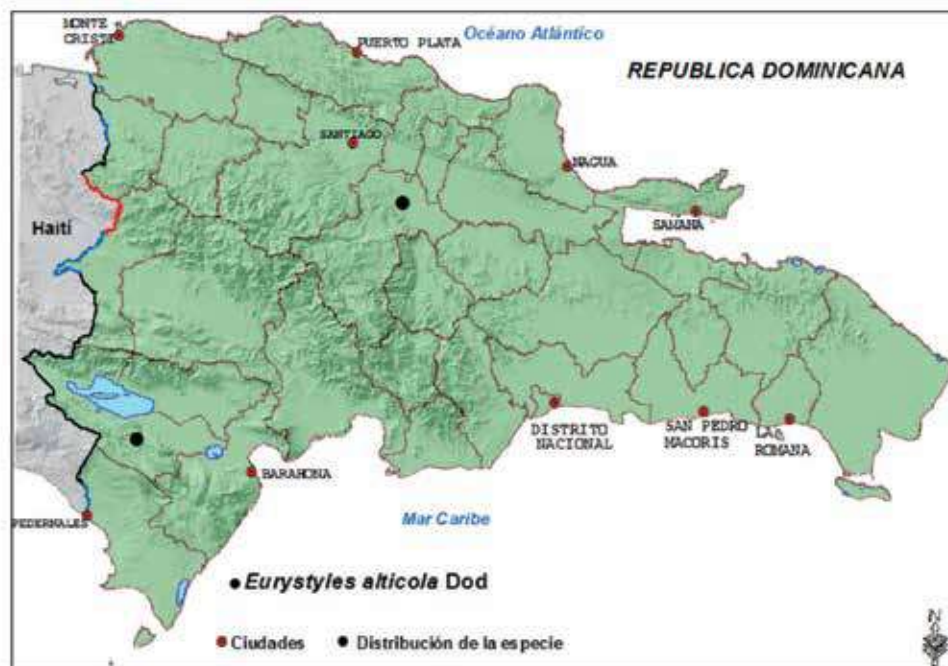 MONTE
CRISTI
PUERTO PLATA
Océano Atlántico
REPUBLICA DOMINICANA
SANTIAGO
NAGUA
SAMANA
Haití
DISTRITO
NACIONAL
SAN PEDRO
MACORIS
LA
ROMANA
BARAHONA
PEDERNALES
Mar Caribe
Eurystyles alticola Dod
Ciudades
Distribución de la especie
N